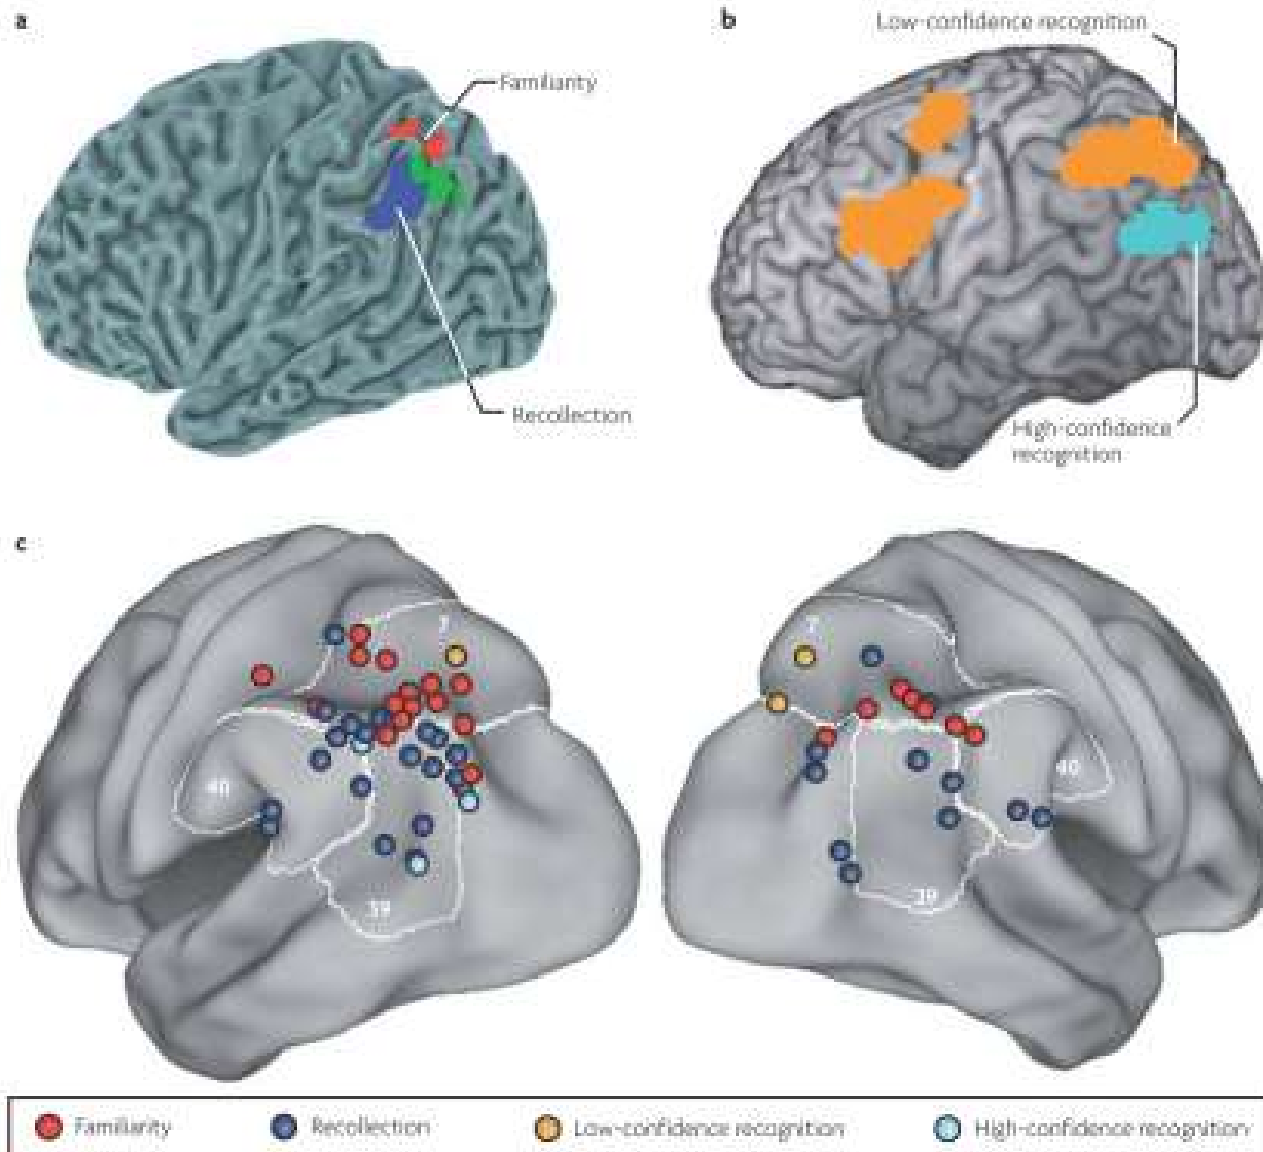 a
Familiarity
Recollection
b
Low-confidence recognition
High-confidence
recognition
c
7
40
39
7
40
39
Familiarity
Recollection
Low-confidence recognition
High-confidence recognition